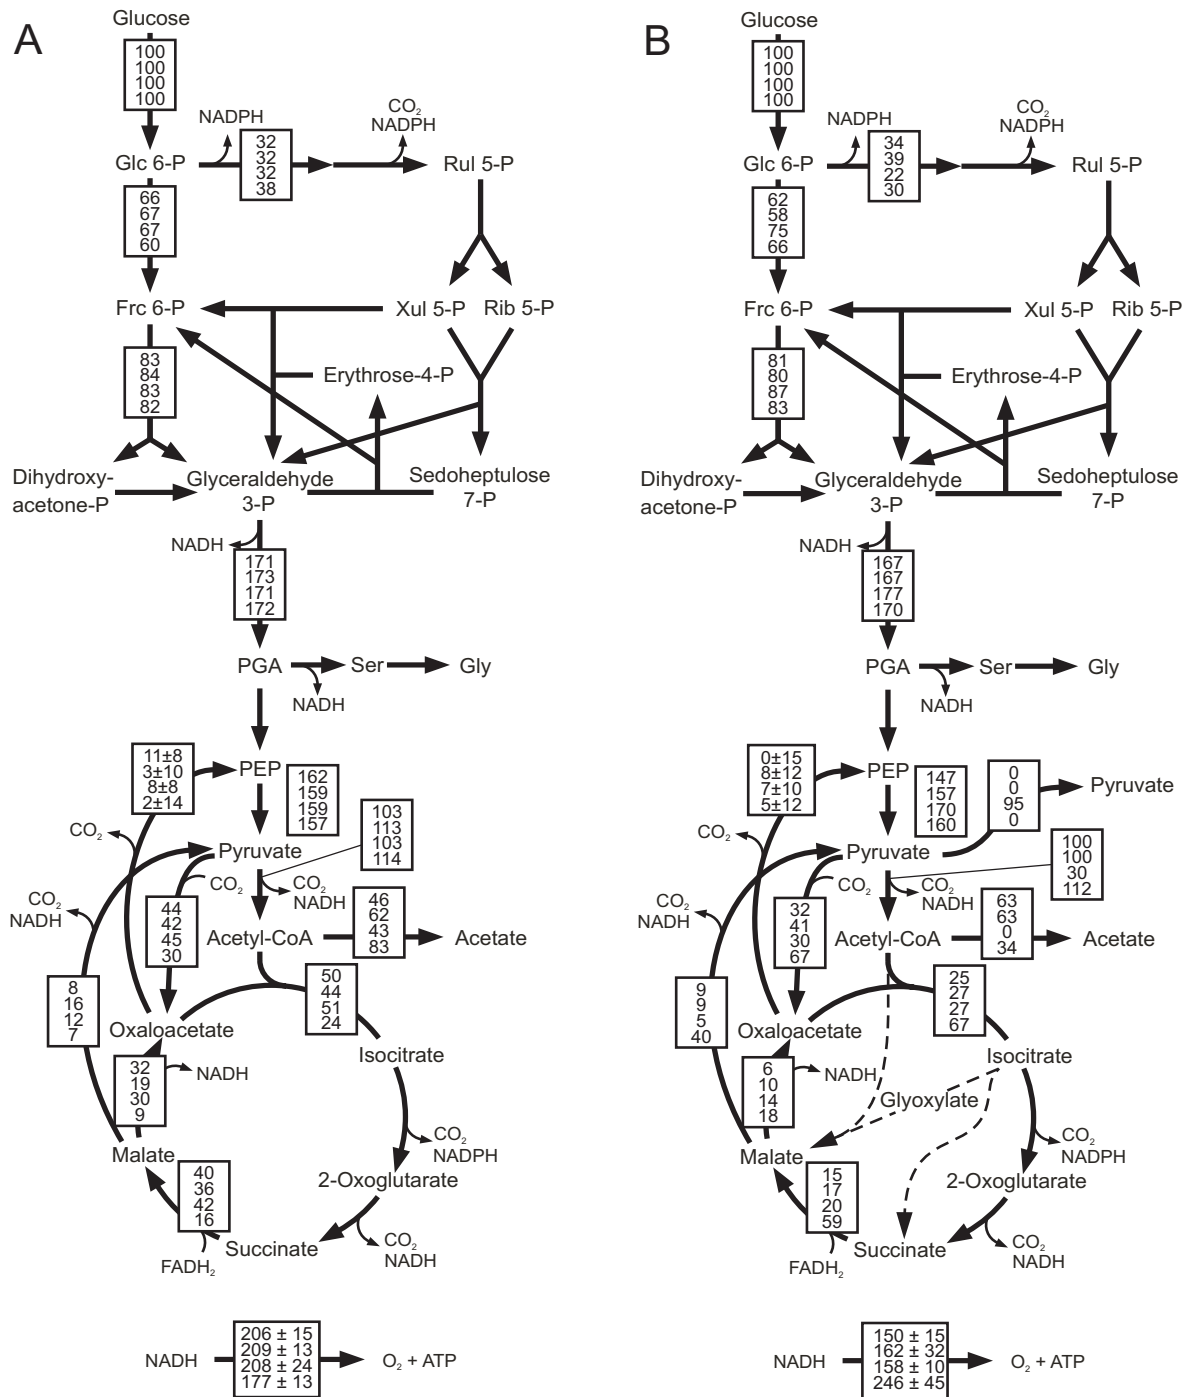 A
Glucose
100
100
100
100
NADPH
CO₂
NADPH
Glc 6-P
32
32
32
38
Rul 5-P
66
67
67
60
Frc 6-P
Xul 5-P
Rib 5-P
83
84
83
82
Erythrose-4-P
Dihydroxy-
acetone-P
Glyceraldehyde
3-P
Sedoheptulose
7-P
NADH
171
173
171
172
PGA
Ser
Gly
NADH
11±8
3±10
8±8
2±14
PEP
162
159
159
157
103
113
103
114
CO₂
Pyruvate
CO₂
CO₂
NADH
CO₂
NADH
44
42
45
30
46
62
43
83
Acetyl-CoA
Acetate
8
16
12
7
50
44
51
24
Oxaloacetate
Isocitrate
32
19
30
9
NADH
CO₂
NADPH
Malate
40
36
42
16
2-Oxoglutarate
Succinate
CO₂
NADH
FADH₂
NADH
206 ± 15
209 ± 13
208 ± 24
177 ± 13
O₂ + ATP
B
Glucose
100
100
100
100
NADPH
CO₂
NADPH
Glc 6-P
34
39
22
30
Rul 5-P
62
58
75
66
Frc 6-P
Xul 5-P
Rib 5-P
81
80
87
83
Erythrose-4-P
Dihydroxy-
acetone-P
Glyceraldehyde
3-P
Sedoheptulose
7-P
NADH
167
167
177
170
PGA
Ser
Gly
NADH
0±15
8±12
7±10
5±12
PEP
147
157
170
160
0
0
95
0
Pyruvate
100
100
30
112
CO₂
Pyruvate
CO₂
CO₂
NADH
CO₂
NADH
32
41
30
67
63
63
0
34
Acetyl-CoA
Acetate
9
9
5
40
25
27
27
67
Oxaloacetate
Isocitrate
6
10
14
18
NADH
Glyoxylate
CO₂
NADPH
Malate
15
17
20
59
2-Oxoglutarate
Succinate
CO₂
NADH
FADH₂
NADH
150 ± 15
162 ± 32
158 ± 10
246 ± 45
O₂ + ATP